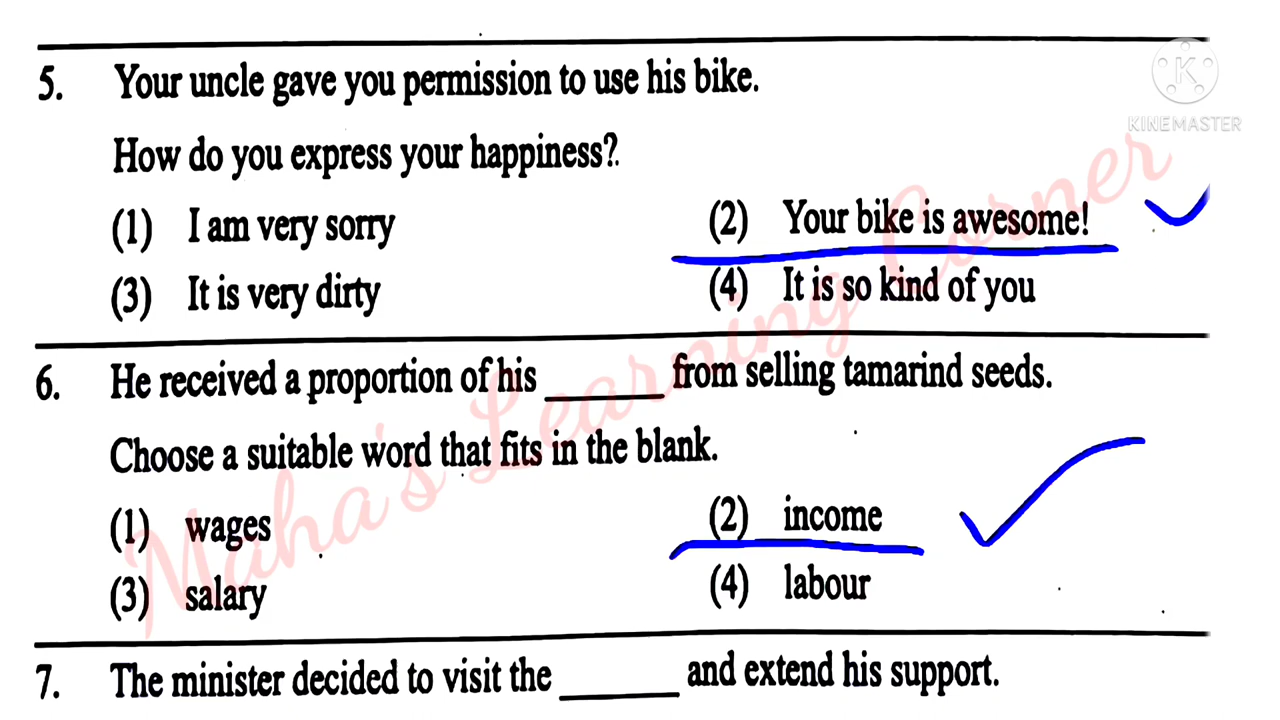 5. Your uncle gave you permission to use his bike.
KINEMASTER
How do you express your happiness?
(1) I am very sorry (2) Your bike is awesome!
(3) It is very dirty (4) It is so kind of you
6. He received a proportion of his ______ from selling tamarind seeds.
Choose a suitable word that fits in the blank.
(1) wages (2) income
(3) salary (4) labour
7. The minister decided to visit the ______ and extend his support.
Maha's Learning Corner